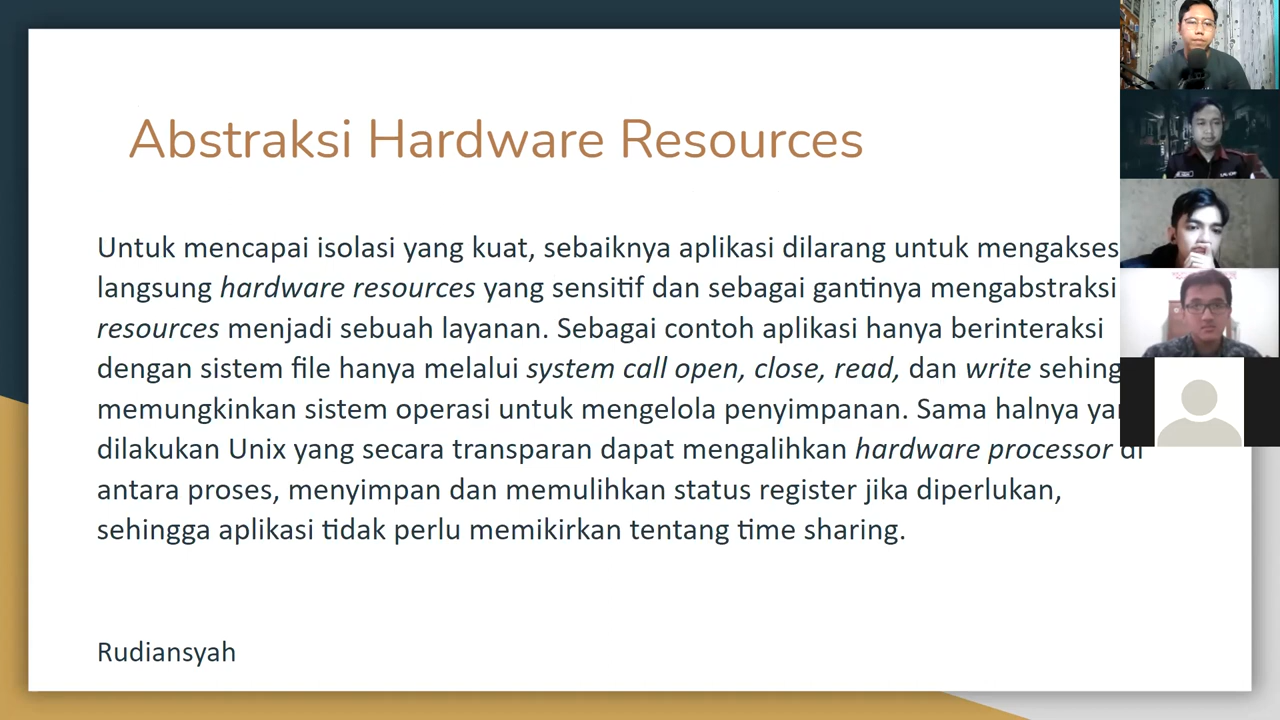 Abstraksi Hardware Resources
Untuk mencapai isolasi yang kuat, sebaiknya aplikasi dilarang untuk mengakses
langsung hardware resources yang sensitif dan sebagai gantinya mengabstraksi
resources menjadi sebuah layanan. Sebagai contoh aplikasi hanya berinteraksi
dengan sistem file hanya melalui system call open, close, read, dan write
memungkinkan sistem operasi untuk mengelola penyimpanan. Sama halnya
dilakukan Unix yang secara transparan dapat mengalihkan hardware processor di
antara proses, menyimpan dan memulihkan status register jika diperlukan,
sehingga aplikasi tidak perlu memikirkan tentang time sharing.
Rudiansyah